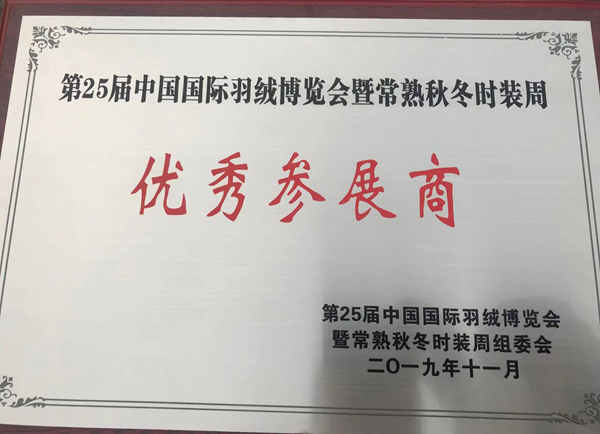 第25届中国国际羽绒博览会暨常熟秋冬时装周
优秀参展商
第25届中国国际羽绒博览会
暨常熟秋冬时装周组委会
二〇一九年十一月